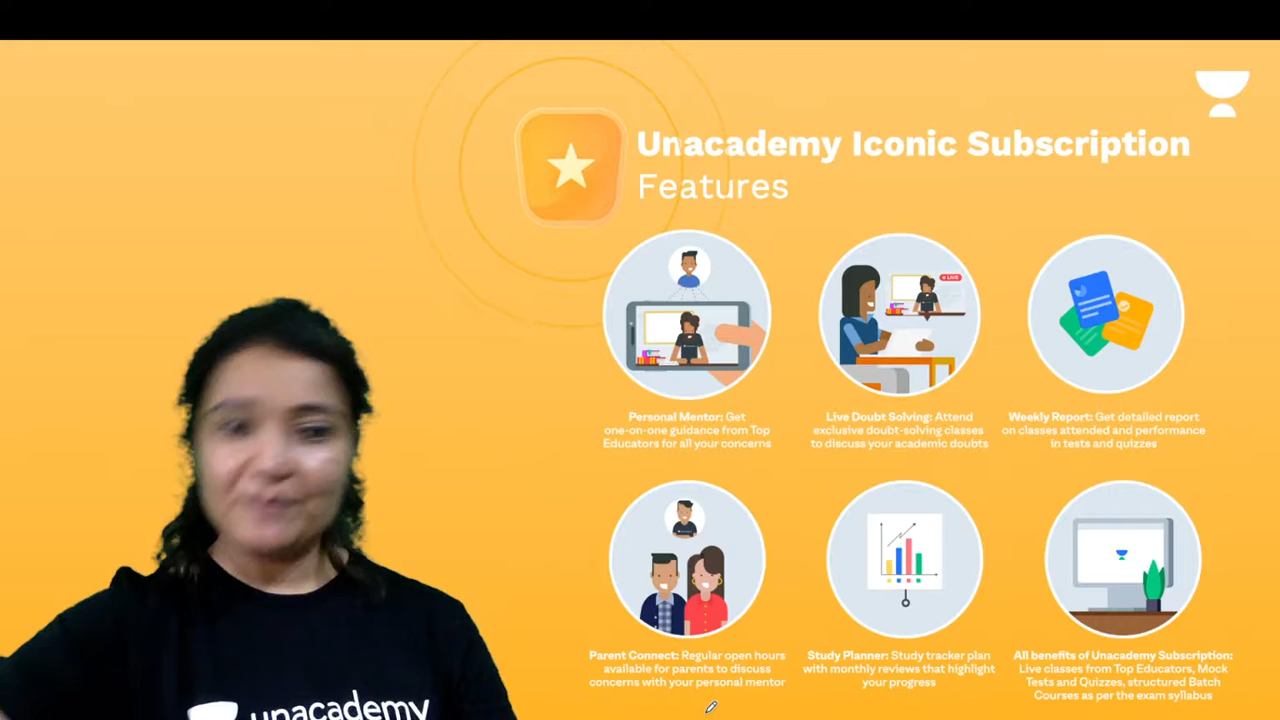 Unacademy Iconic Subscription
Features
LIVE
Personal Mentor: Get
one-on-one guidance from Top
Educators for all your concerns
Live Doubt Solving: Attend
exclusive doubt-solving classes
to discuss your academic doubts
Weekly Report: Get detailed report
on classes attended and performance
in tests and quizzes
Parent Connect: Regular open hours
available for parents to discuss
concerns with your personal mentor
Study Planner: Study tracker plan
with monthly reviews that highlight
your progress
All benefits of Unacademy Subscription:
Live classes from Top Educators, Mock
Tests and Quizzes, structured Batch
Courses as per the exam syllabus
unacademy